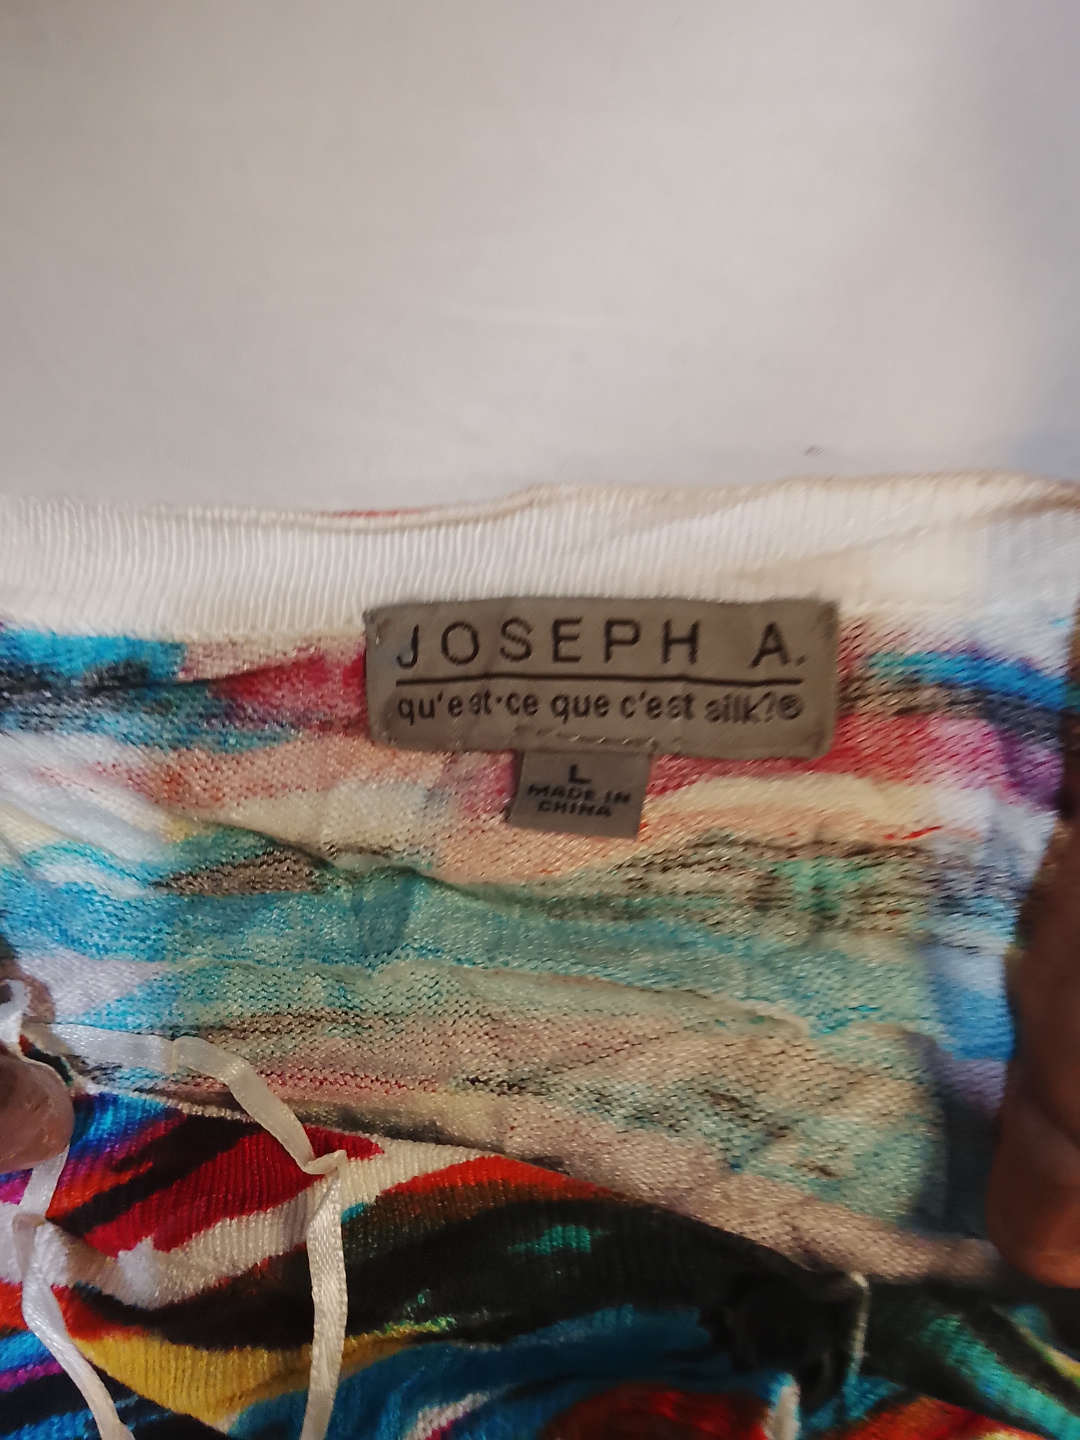 JOSEPH A.
qu'est·ce que c'est silk?®
L
MADE IN
CHINA